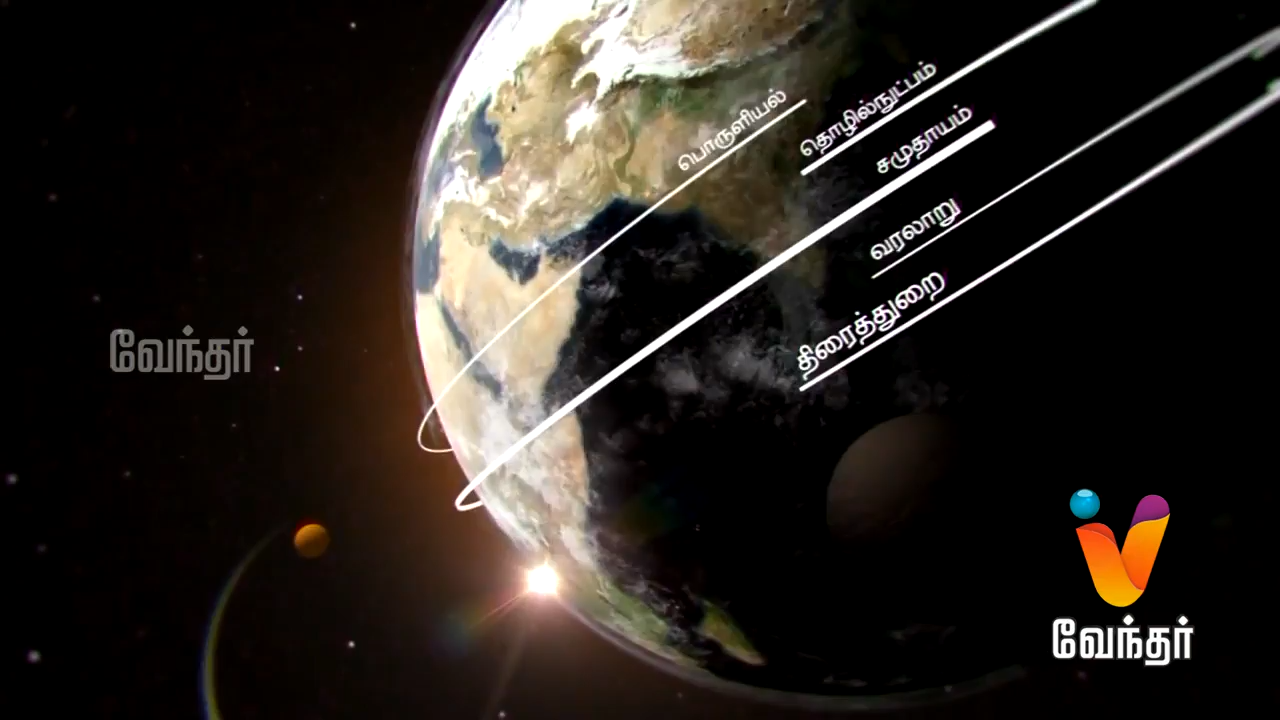 பொருளியல்
தொழில்நுட்பம்
சமுதாயம்
வரலாறு
திரைத்துறை
வேந்தர்
வேந்தர்